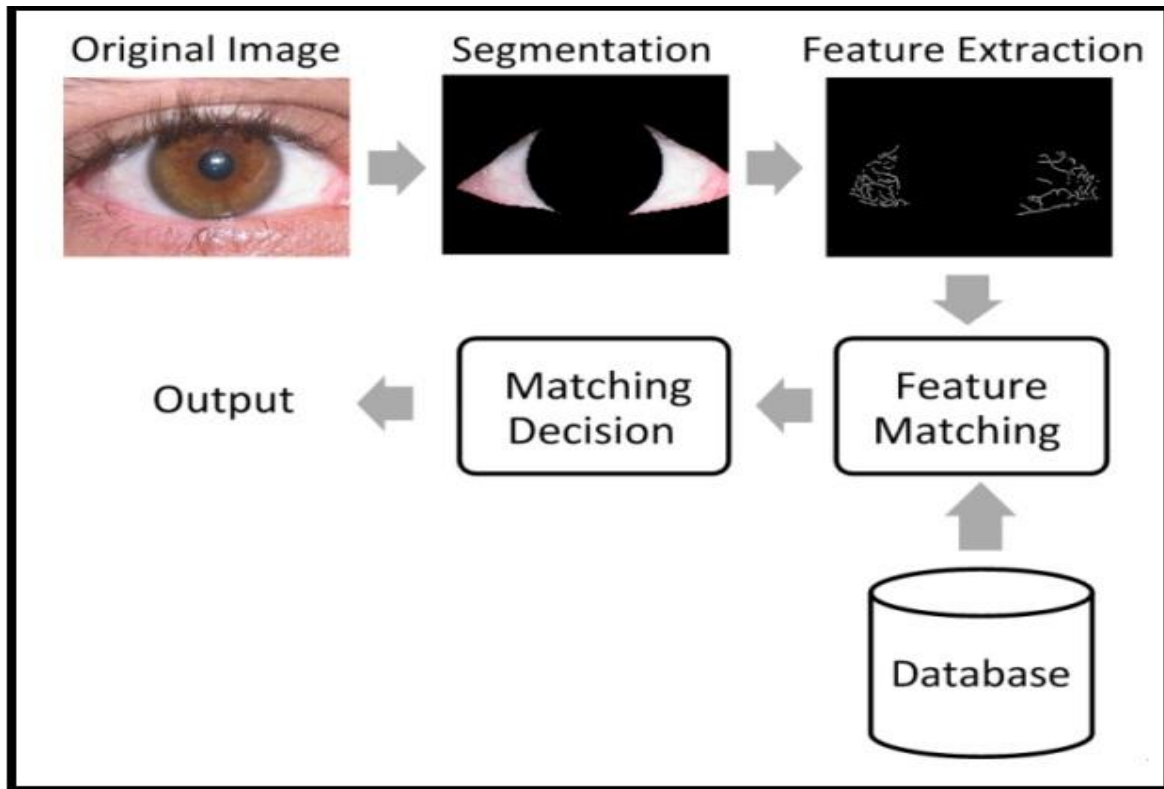 Original Image
Segmentation
Feature Extraction
Feature
Matching
Matching
Decision
Output
Database